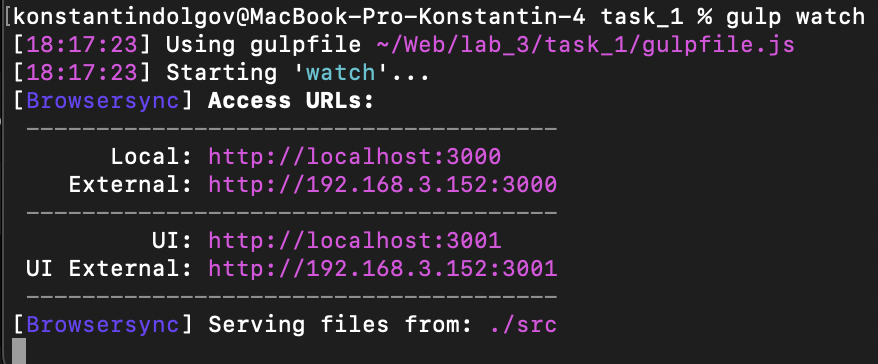 [konstantindolgov@MacBook-Pro-Konstantin-4 task_1 % gulp watch
[18:17:23] Using gulpfile ~/Web/lab_3/task_1/gulpfile.js
[18:17:23] Starting 'watch'...
[Browsersync] Access URLs:
--------------------------------------
Local: http://localhost:3000
External: http://192.168.3.152:3000
--------------------------------------
UI: http://localhost:3001
UI External: http://192.168.3.152:3001
--------------------------------------
[Browsersync] Serving files from: ./src